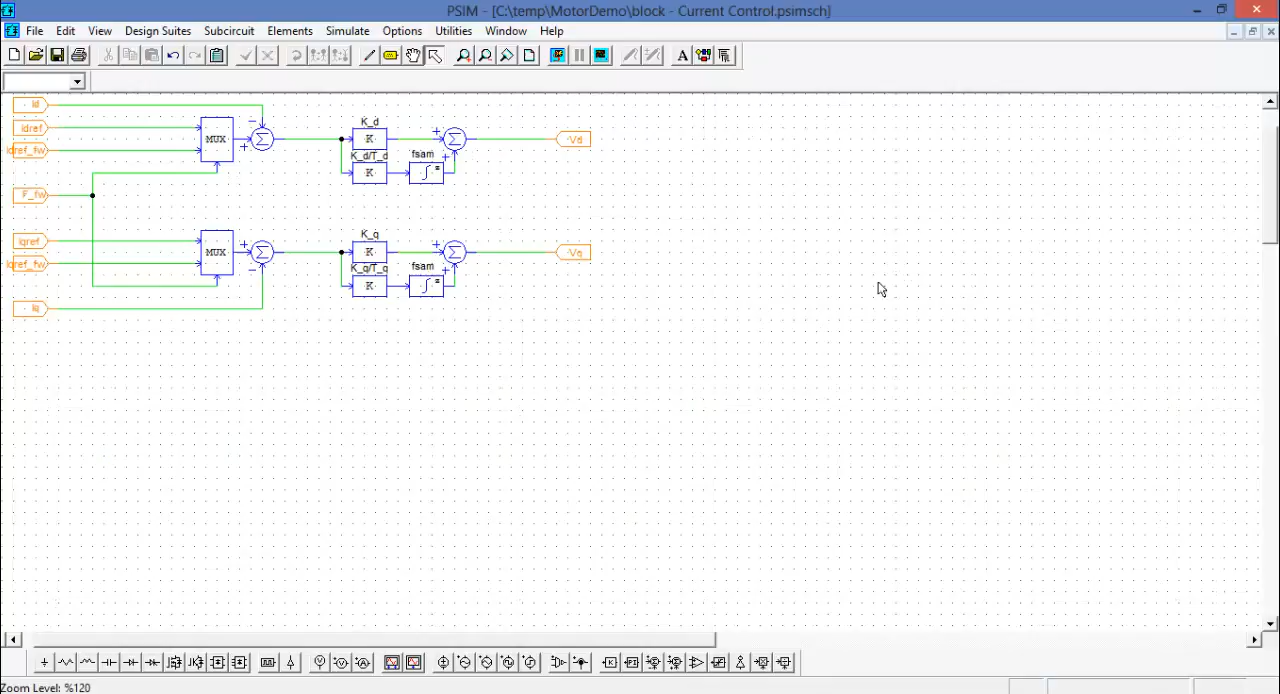 PSIM - [C:\temp\MotorDemo\block - Current Control.psimsch]
File Edit View Design Suites Subcircuit Elements Simulate Options Utilities Window Help
Id
Idref
Idref_fw
F_fw
Iqref
Iqref_fw
Iq
MUX
K_d
K
K_d/T_d
K
fsam
Vd
MUX
K_q
K
K_q/T_q
K
fsam
Vq
Zoom Level: %120